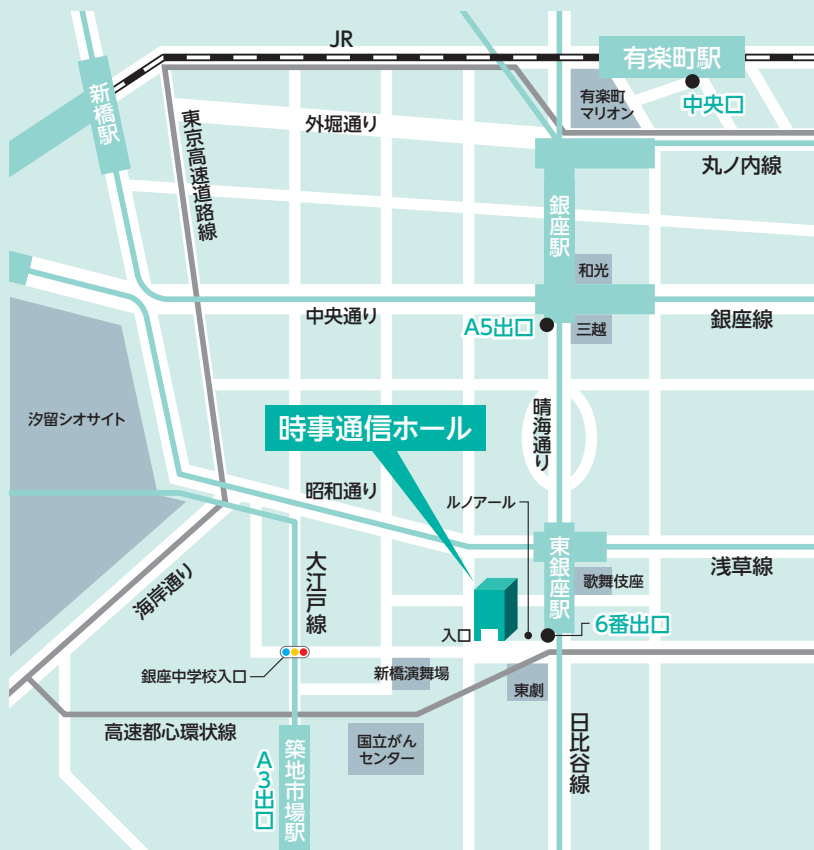 JR
有楽町駅
新橋駅
有楽町
マリオン
中央口
東京高速道路線
外堀通り
丸ノ内線
銀座駅
和光
中央通り
A5出口
三越
銀座線
汐留シオサイト
時事通信ホール
晴海通り
昭和通り
ルノアール
東銀座駅
大江戸線
浅草線
歌舞伎座
海岸通り
入口
6番出口
銀座中学校入口
新橋演舞場
東劇
高速都心環状線
国立がん
センター
日比谷線
A3出口
築地市場駅